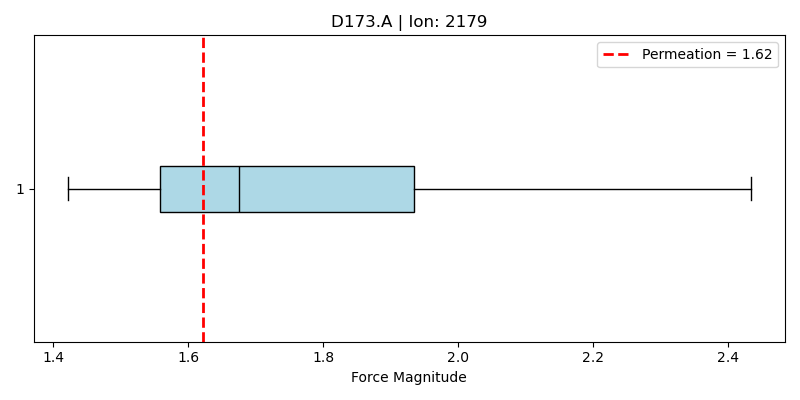 D173.A | Ion: 2179
Permeation = 1.62
1
1.4 1.6 1.8 2.0 2.2 2.4
Force Magnitude